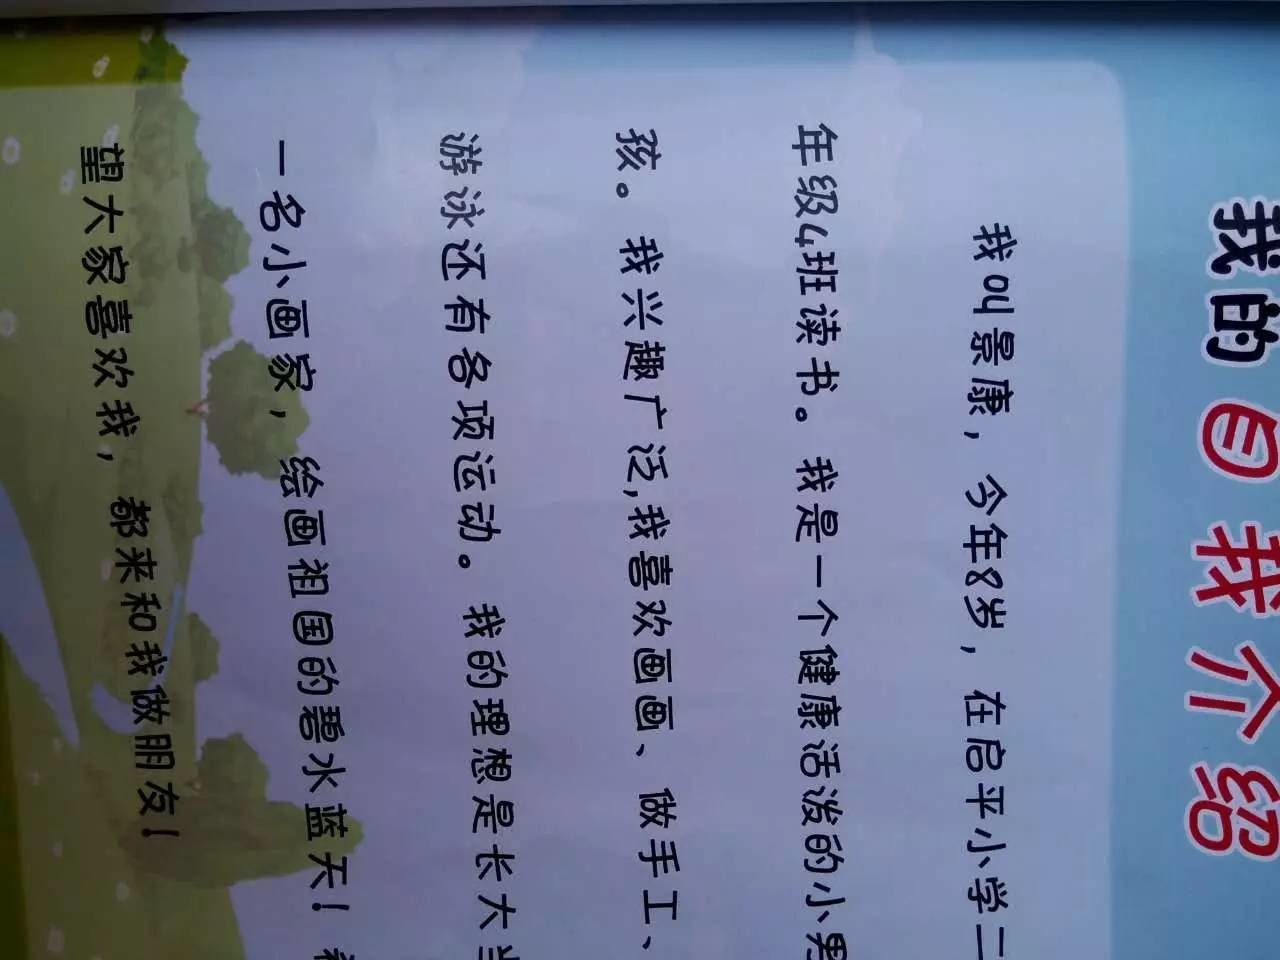 我的自我介绍
我叫景康，今年8岁，在启平小学二
年级4班读书。我是一个健康活泼的小男
孩。我兴趣广泛,我喜欢画画、做手工、
游泳还有各项运动。我的理想是长大当
一名小画家，绘画祖国的碧水蓝天！
望大家喜欢我，都来和我做朋友！